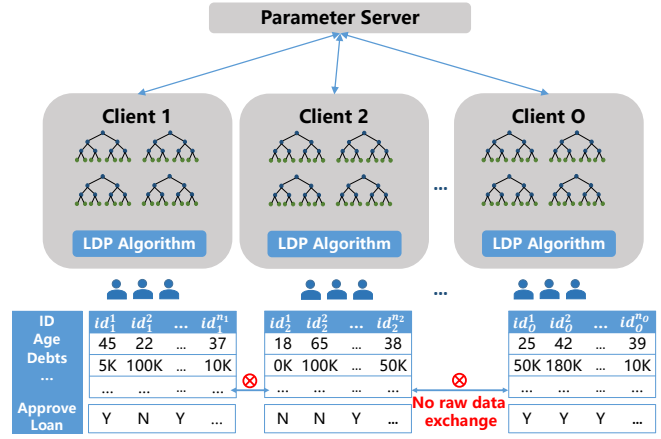 Parameter Server
Client 1 Client 2 Client O
...
LDP Algorithm LDP Algorithm LDP Algorithm
...
ID $id_1^1$ $id_1^2$ ... $id_1^{n_1}$ $id_2^1$ $id_2^2$ ... $id_2^{n_2}$ $id_O^1$ $id_O^2$ ... $id_O^{n_O}$
Age 45 22 ... 37 18 65 ... 38 25 42 ... 39
Debts 5K 100K ... 10K 0K 100K ... 50K 50K 180K ... 10K
... ... ... ... ... ... ... ... ... ...
No raw data
exchange
Approve
Loan Y N Y ... N N Y ... Y Y Y ...